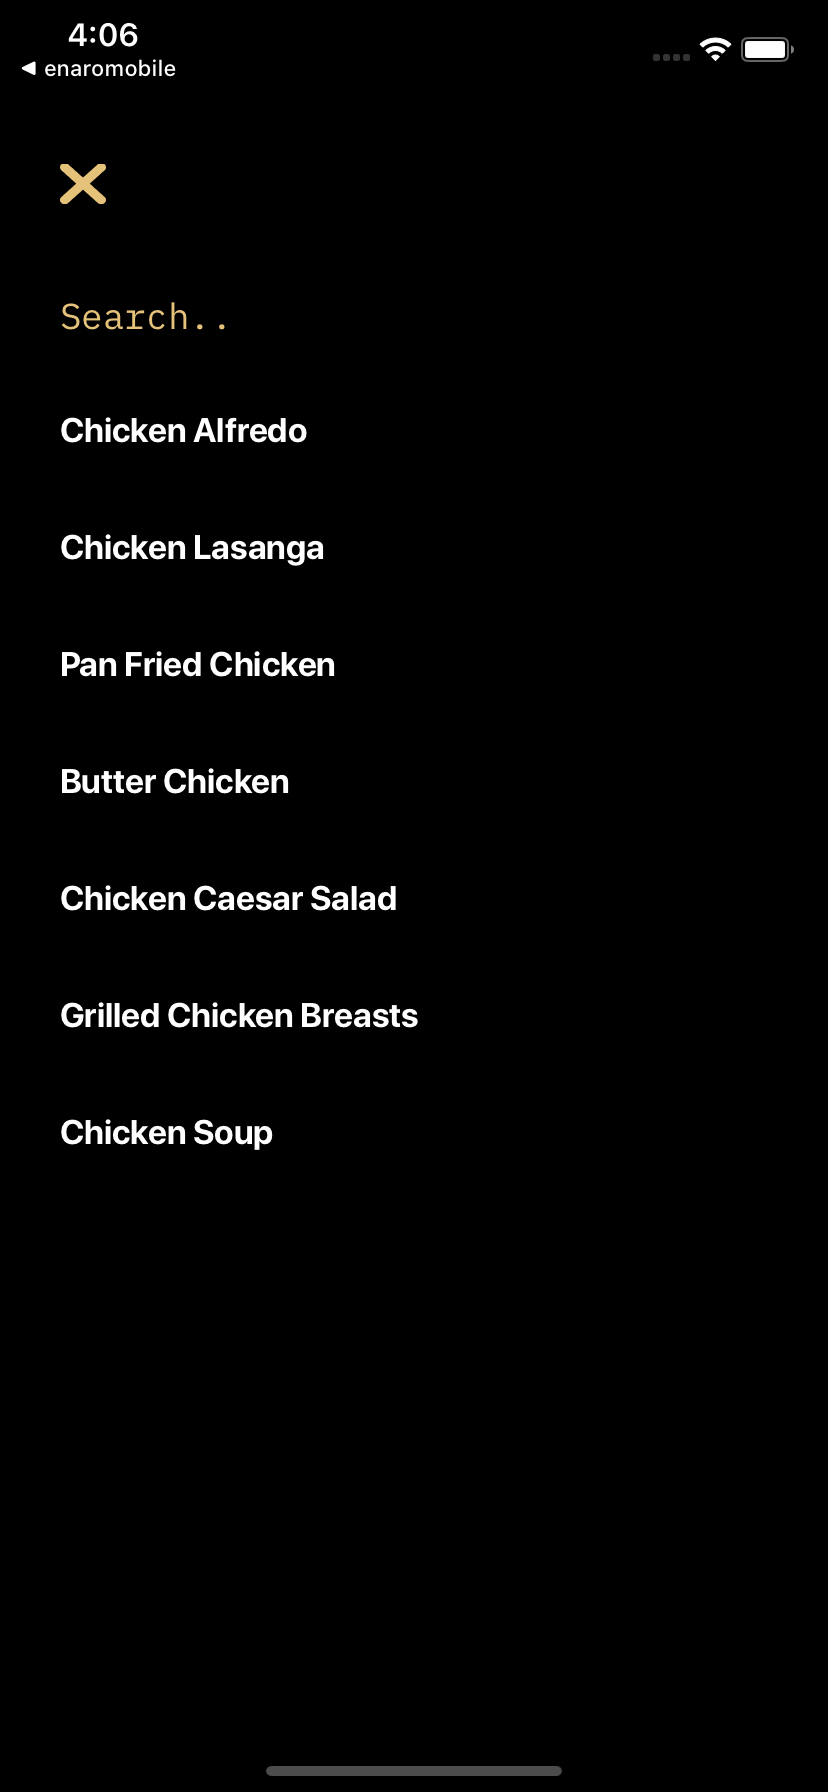 4:06
◀ enaromobile
Search..
Chicken Alfredo
Chicken Lasanga
Pan Fried Chicken
Butter Chicken
Chicken Caesar Salad
Grilled Chicken Breasts
Chicken Soup